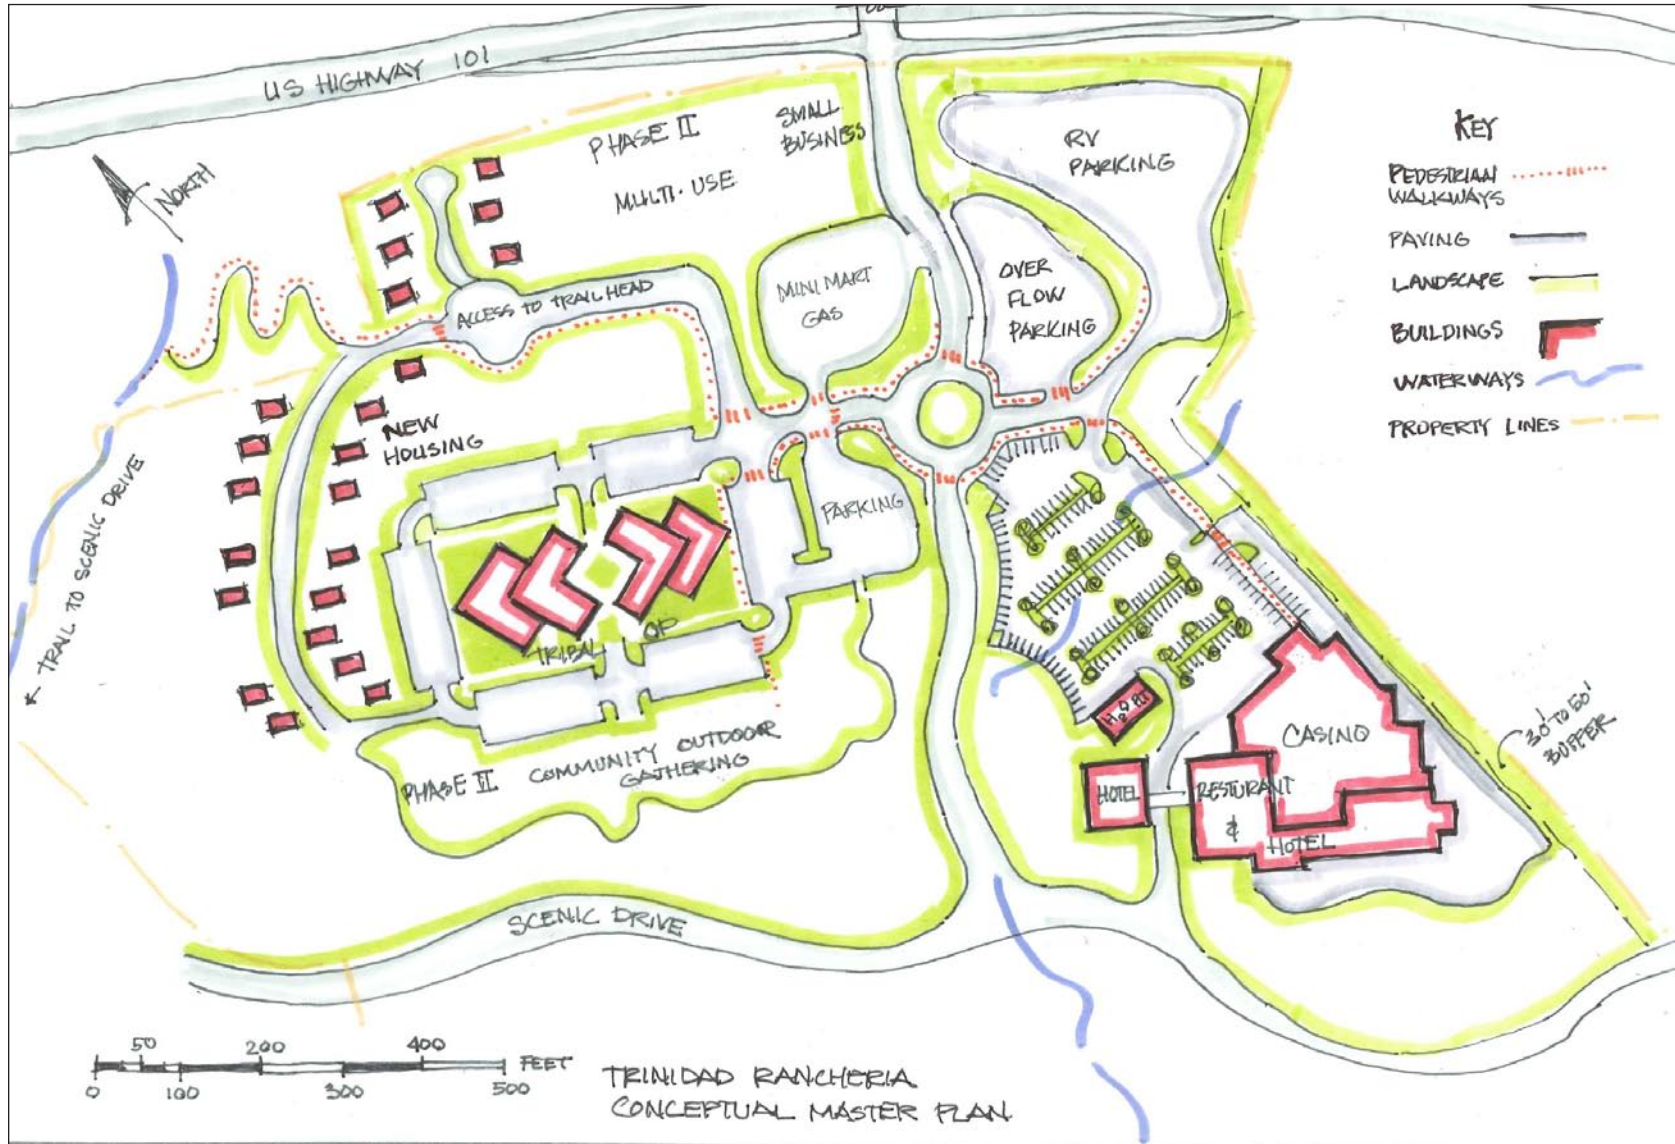 US HIGHWAY 101
NORTH
PHASE II
MULTI-USE
SMALL
BUSINESS
RV
PARKING
KEY
PEDESTRIAN
WALKWAYS
PAVING
LANDSCAPE
BUILDINGS
WATERWAYS
PROPERTY LINES
ACCESS TO TRAIL HEAD
MINI MART
GAS
OVER
FLOW
PARKING
NEW
HOUSING
PARKING
TRAIL TO SCENIC DRIVE
TRIBAL OP
PHASE II COMMUNITY OUTDOOR
GATHERING
CASINO
30' TO 50'
BUFFER
HOTEL
RESTURANT
&
HOTEL
SCENIC DRIVE
50 200 400 FEET
0 100 300 500
TRINIDAD RANCHERIA
CONCEPTUAL MASTER PLAN